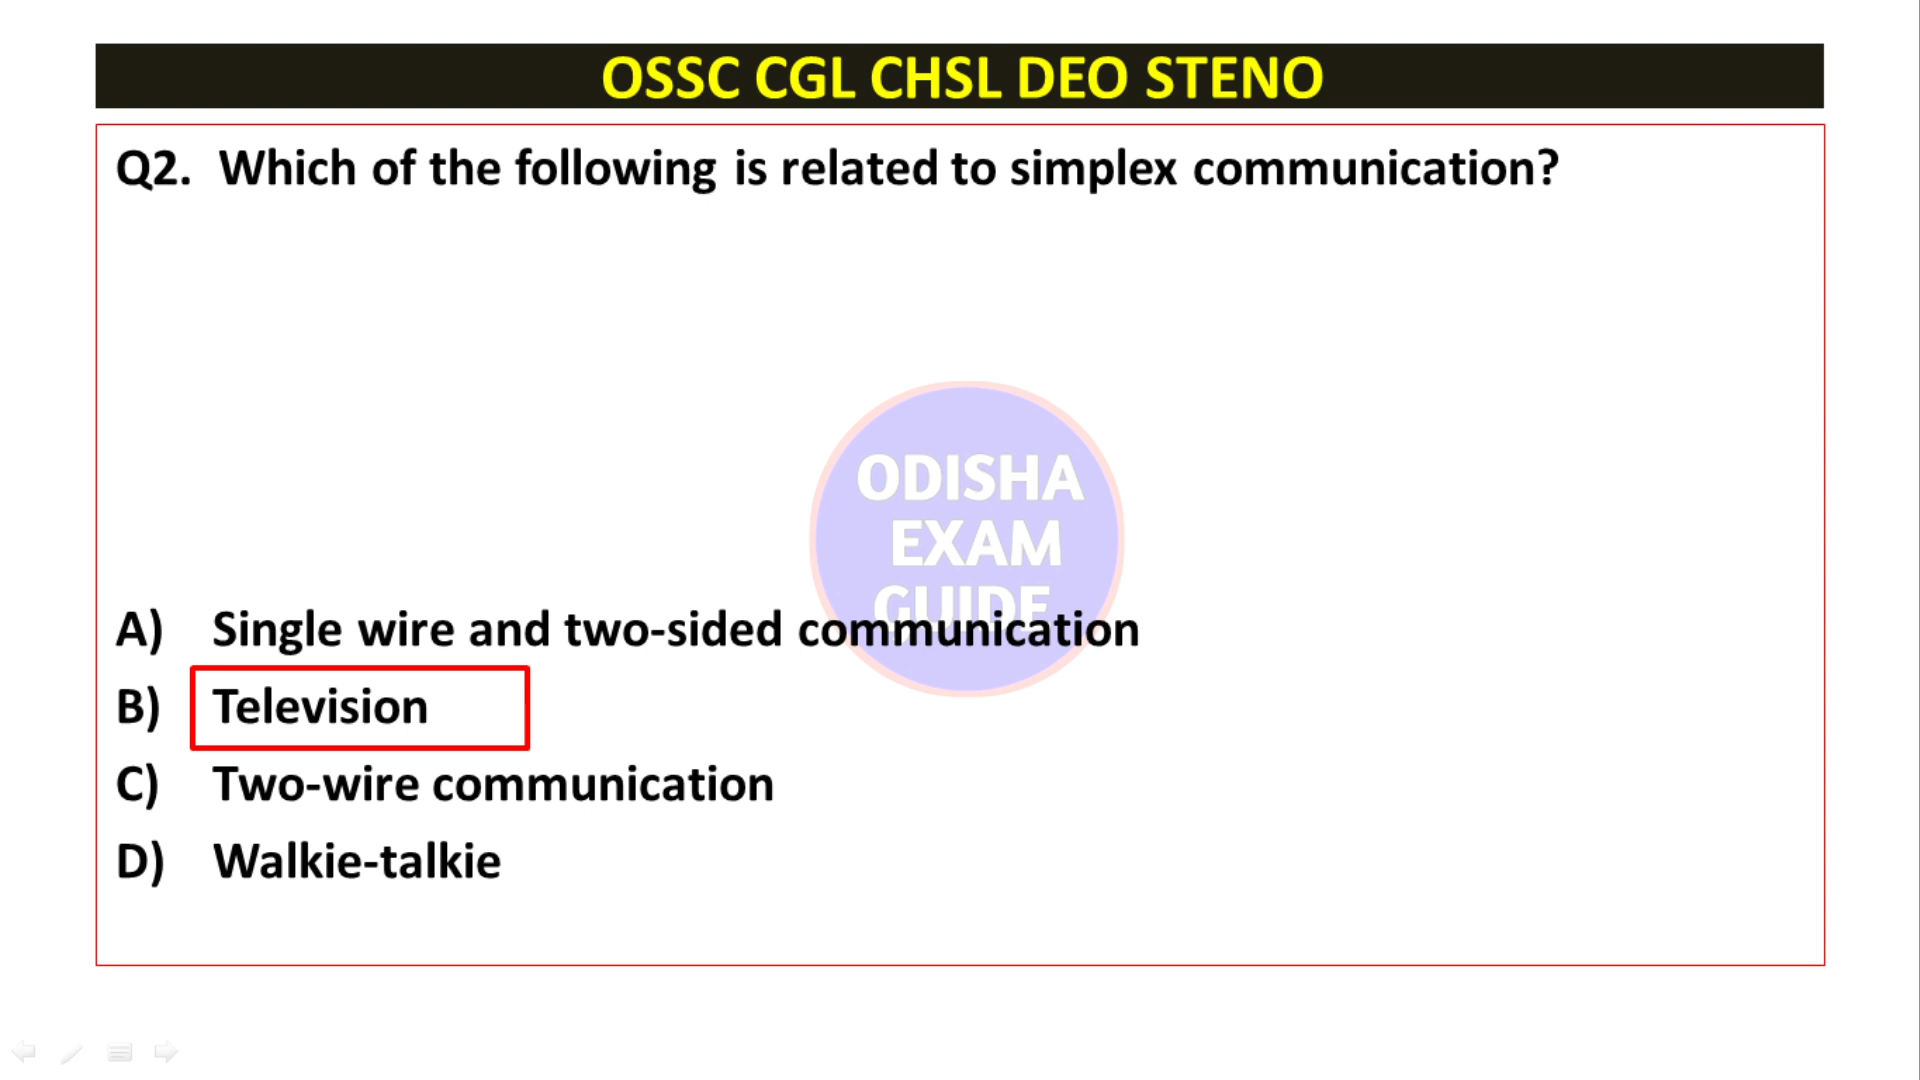 OSSC CGL CHSL DEO STENO
Q2. Which of the following is related to simplex communication?
ODISHA
EXAM
GUIDE
A) Single wire and two-sided communication
B) Television
C) Two-wire communication
D) Walkie-talkie